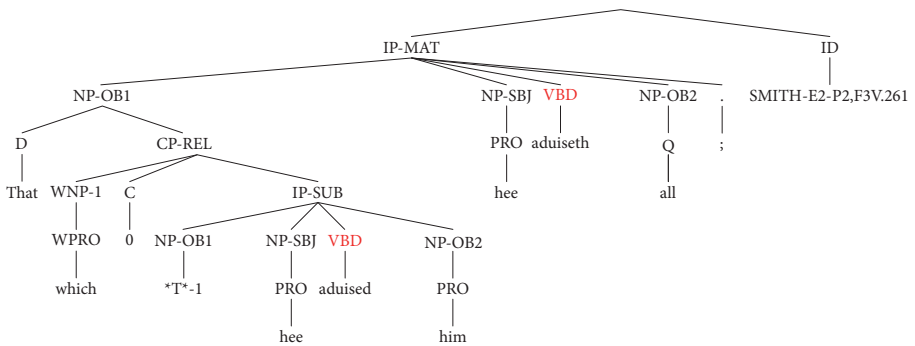 IP-MAT ID
NP-OB1 NP-SBJ VBD NP-OB2 . SMITH-E2-P2,F3V.261
D CP-REL PRO aduiseth Q ;
That WNP-1 C IP-SUB hee all
WPRO 0 NP-OB1 NP-SBJ VBD NP-OB2
which *T*-1 PRO aduised PRO
hee him